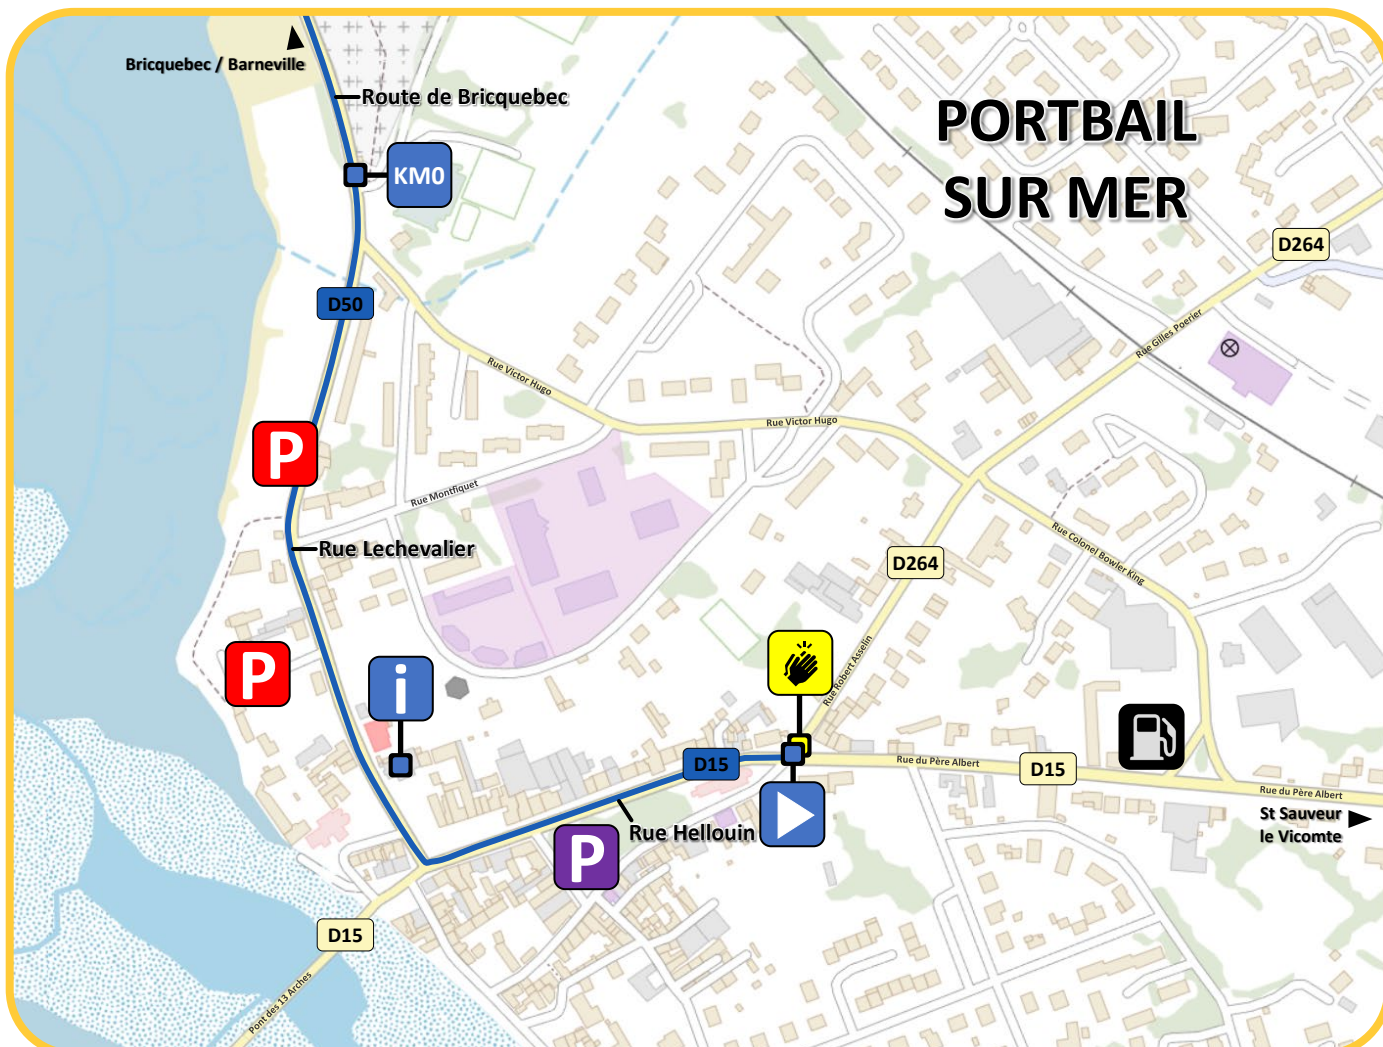 Bricquebec / Barneville
Route de Bricquebec
PORTBAIL
SUR MER
KM0
D264
D50
Rue Gilles Poerier
Rue Victor Hugo
Rue Victor Hugo
P
Rue Montfiquet
Rue Lechevalier
Rue Colonel Bowler King
D264
P
i
Rue Robert Asselin
D15
Rue du Père Albert
D15
Rue du Père Albert
St Sauveur
le Vicomte
Rue Hellouin
P
D15
Pont des 13 Arches